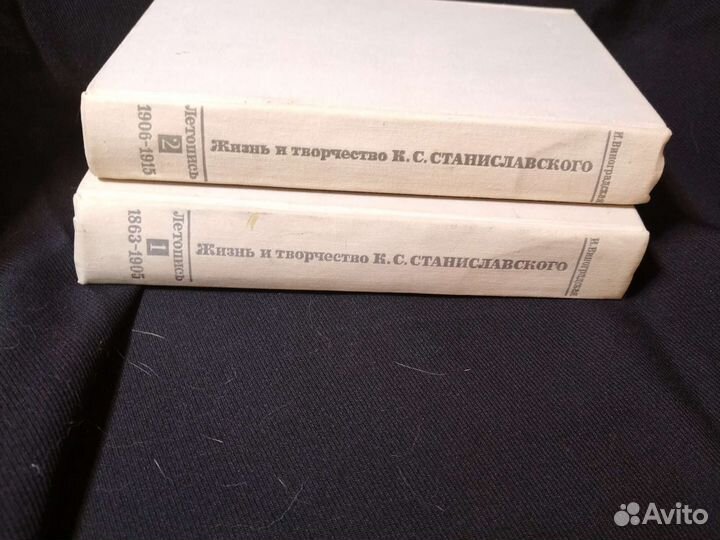 И. Виноградская
Жизнь и творчество К. С. СТАНИСЛАВСКОГО
Летопись
2
1906–1915
И. Виноградская
Жизнь и творчество К. С. СТАНИСЛАВСКОГО
Летопись
1
1863–1905
Avito